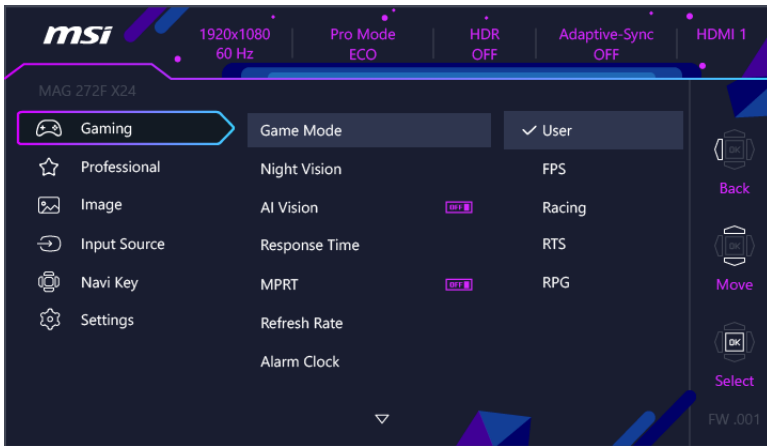 msi
1920x1080
60 Hz
Pro Mode
ECO
HDR
OFF
Adaptive-Sync
OFF
HDMI 1
MAG 272F X24
Gaming
Professional
Image
Input Source
Navi Key
Settings
Game Mode
Night Vision
AI Vision OFF
Response Time
MPRT OFF
Refresh Rate
Alarm Clock
User
FPS
Racing
RTS
RPG
OK
Back
OK
Move
OK
Select
FW .001